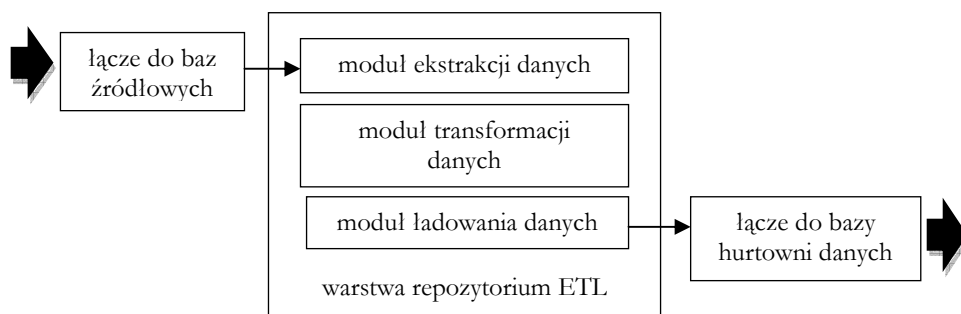 łącze do baz
źródłowych
moduł ekstrakcji danych
moduł transformacji
danych
moduł ładowania danych
łącze do bazy
hurtowni danych
warstwa repozytorium ETL